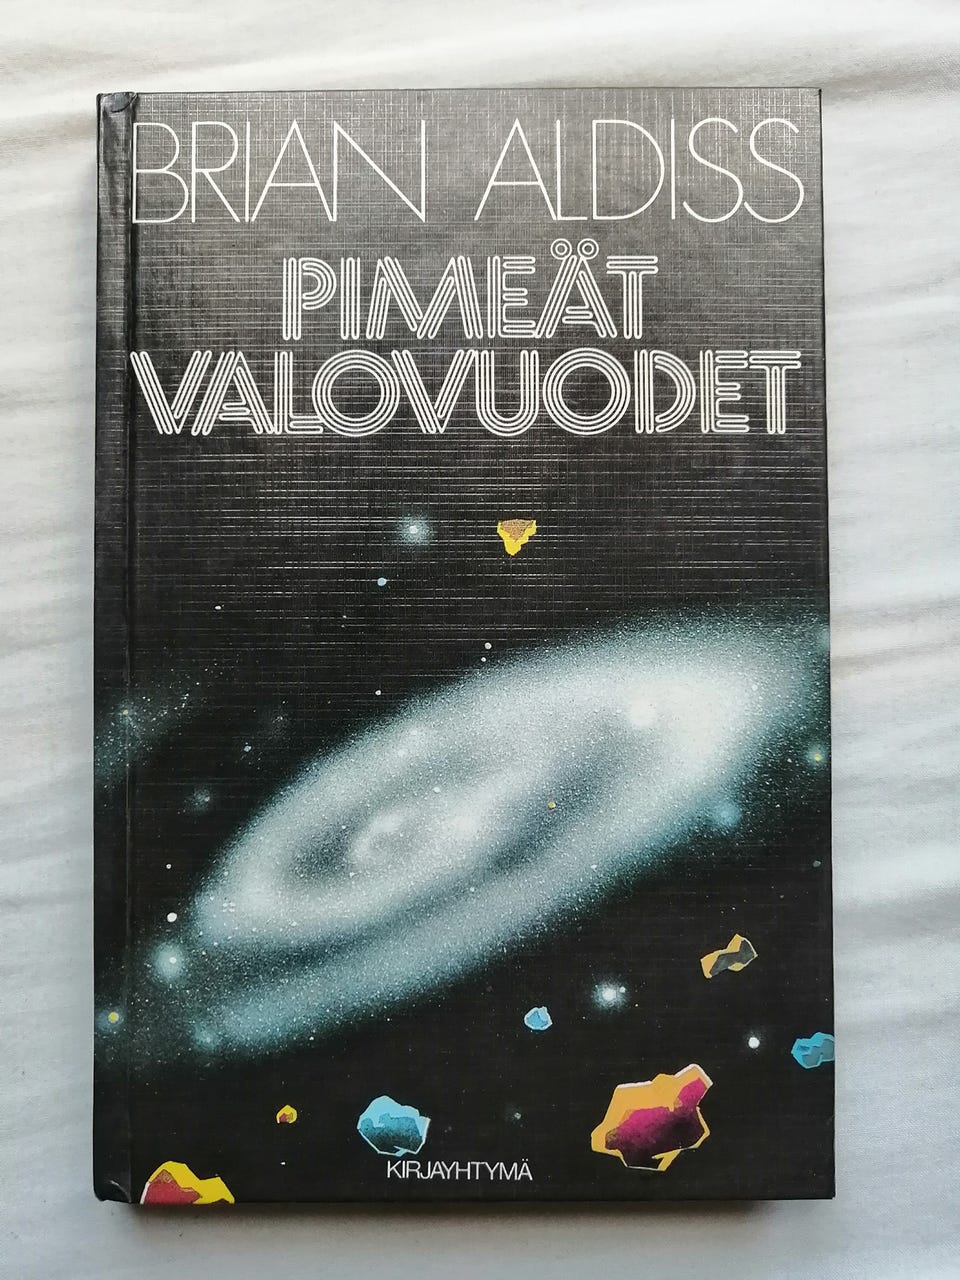 BRIAN ALDISS
PIMEÄT
VALOVUODET
KIRJAYHTYMÄ